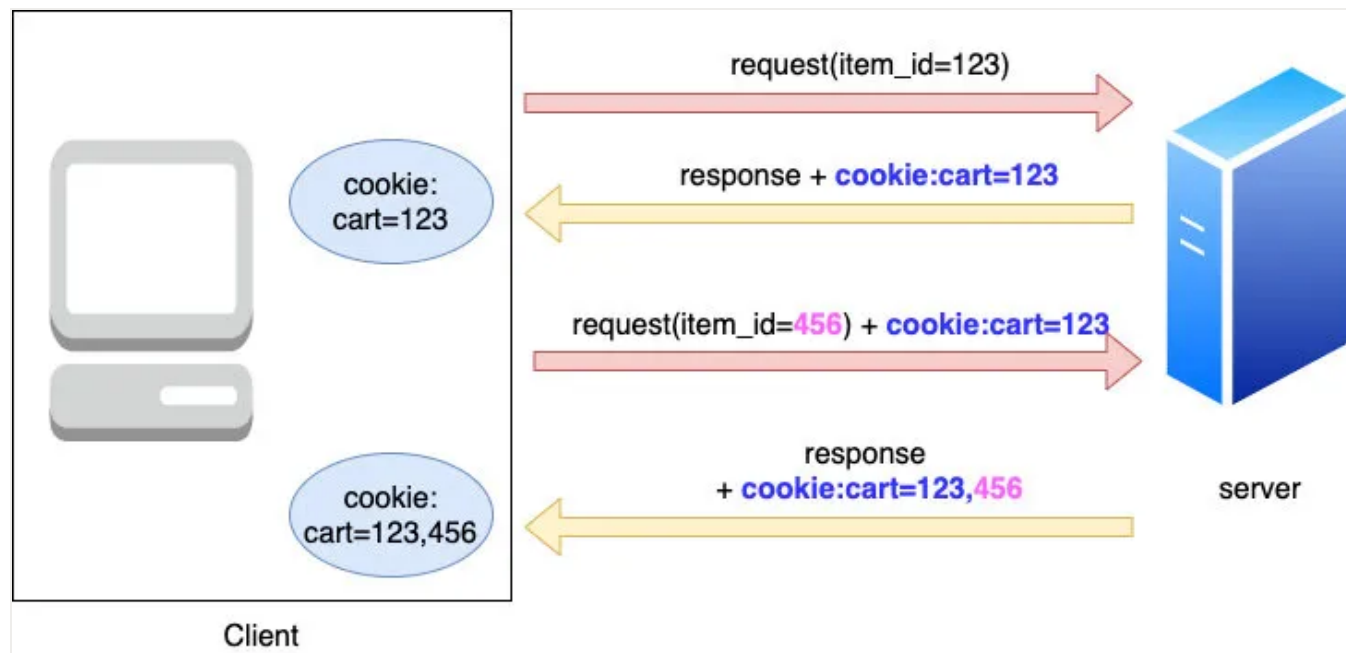 request(item_id=123)
cookie:
cart=123
response + cookie:cart=123
request(item_id=456) + cookie:cart=123
response
+ cookie:cart=123,456
cookie:
cart=123,456
server
Client